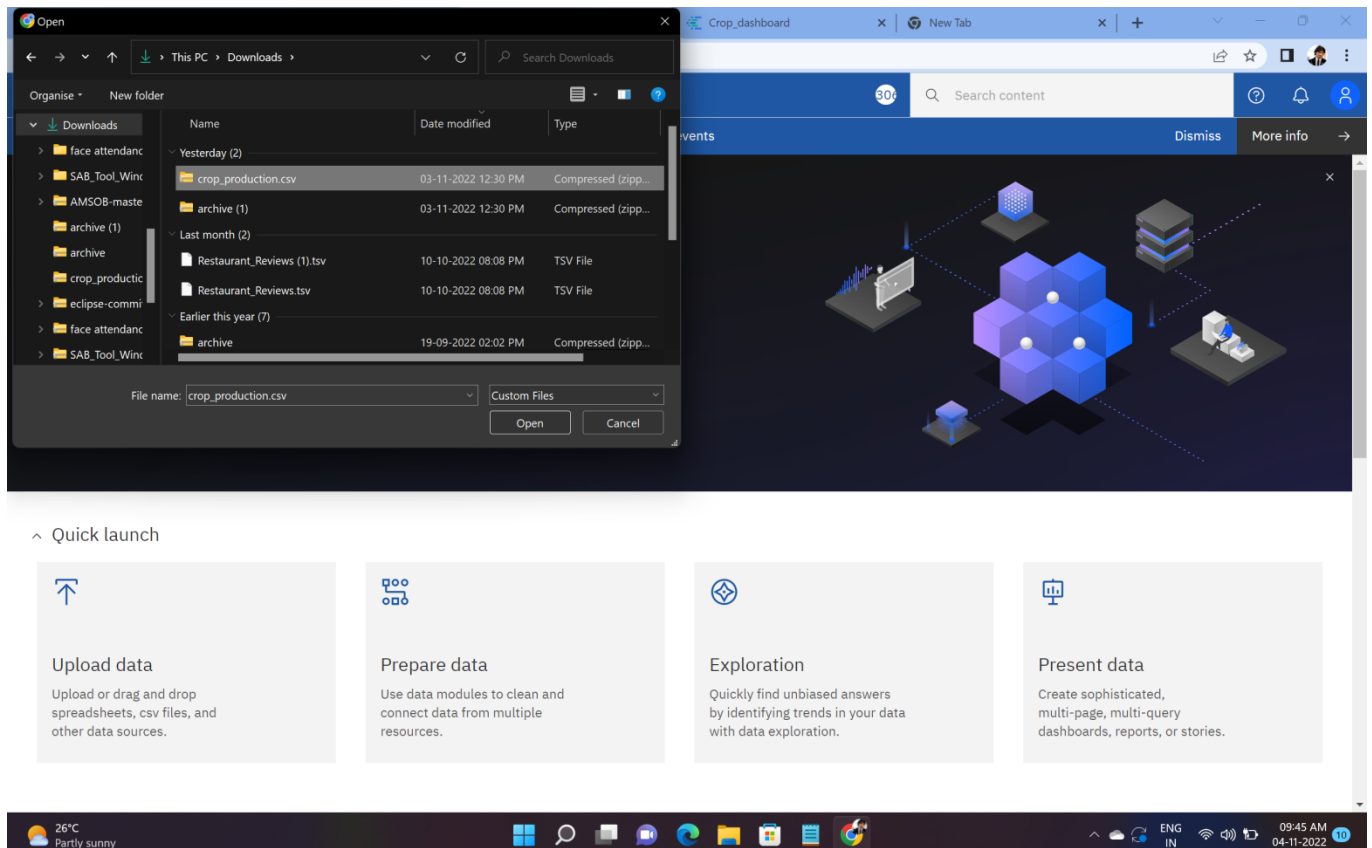 Open
Crop_dashboard
New Tab
This PC > Downloads >
Search Downloads
Organise
New folder
306
Search content
Downloads
Name
Date modified
Type
vents
Dismiss
More info
face attendanc
Yesterday (2)
SAB_Tool_Winc
crop_production.csv
03-11-2022 12:30 PM
Compressed (zipp...
AMSOB-maste
archive (1)
03-11-2022 12:30 PM
Compressed (zipp...
archive (1)
Last month (2)
archive
Restaurant_Reviews (1).tsv
10-10-2022 08:08 PM
TSV File
crop_productic
Restaurant_Reviews.tsv
10-10-2022 08:08 PM
TSV File
eclipse-commi
face attendanc
Earlier this year (7)
SAB_Tool_Winc
archive
19-09-2022 02:02 PM
Compressed (zipp...
File name:
crop_production.csv
Custom Files
Open
Cancel
Quick launch
Upload data
Upload or drag and drop
spreadsheets, csv files, and
other data sources.
Prepare data
Use data modules to clean and
connect data from multiple
resources.
Exploration
Quickly find unbiased answers
by identifying trends in your data
with data exploration.
Present data
Create sophisticated,
multi-page, multi-query
dashboards, reports, or stories.
26°C
Partly sunny
ENG
IN
09:45 AM
04-11-2022
10